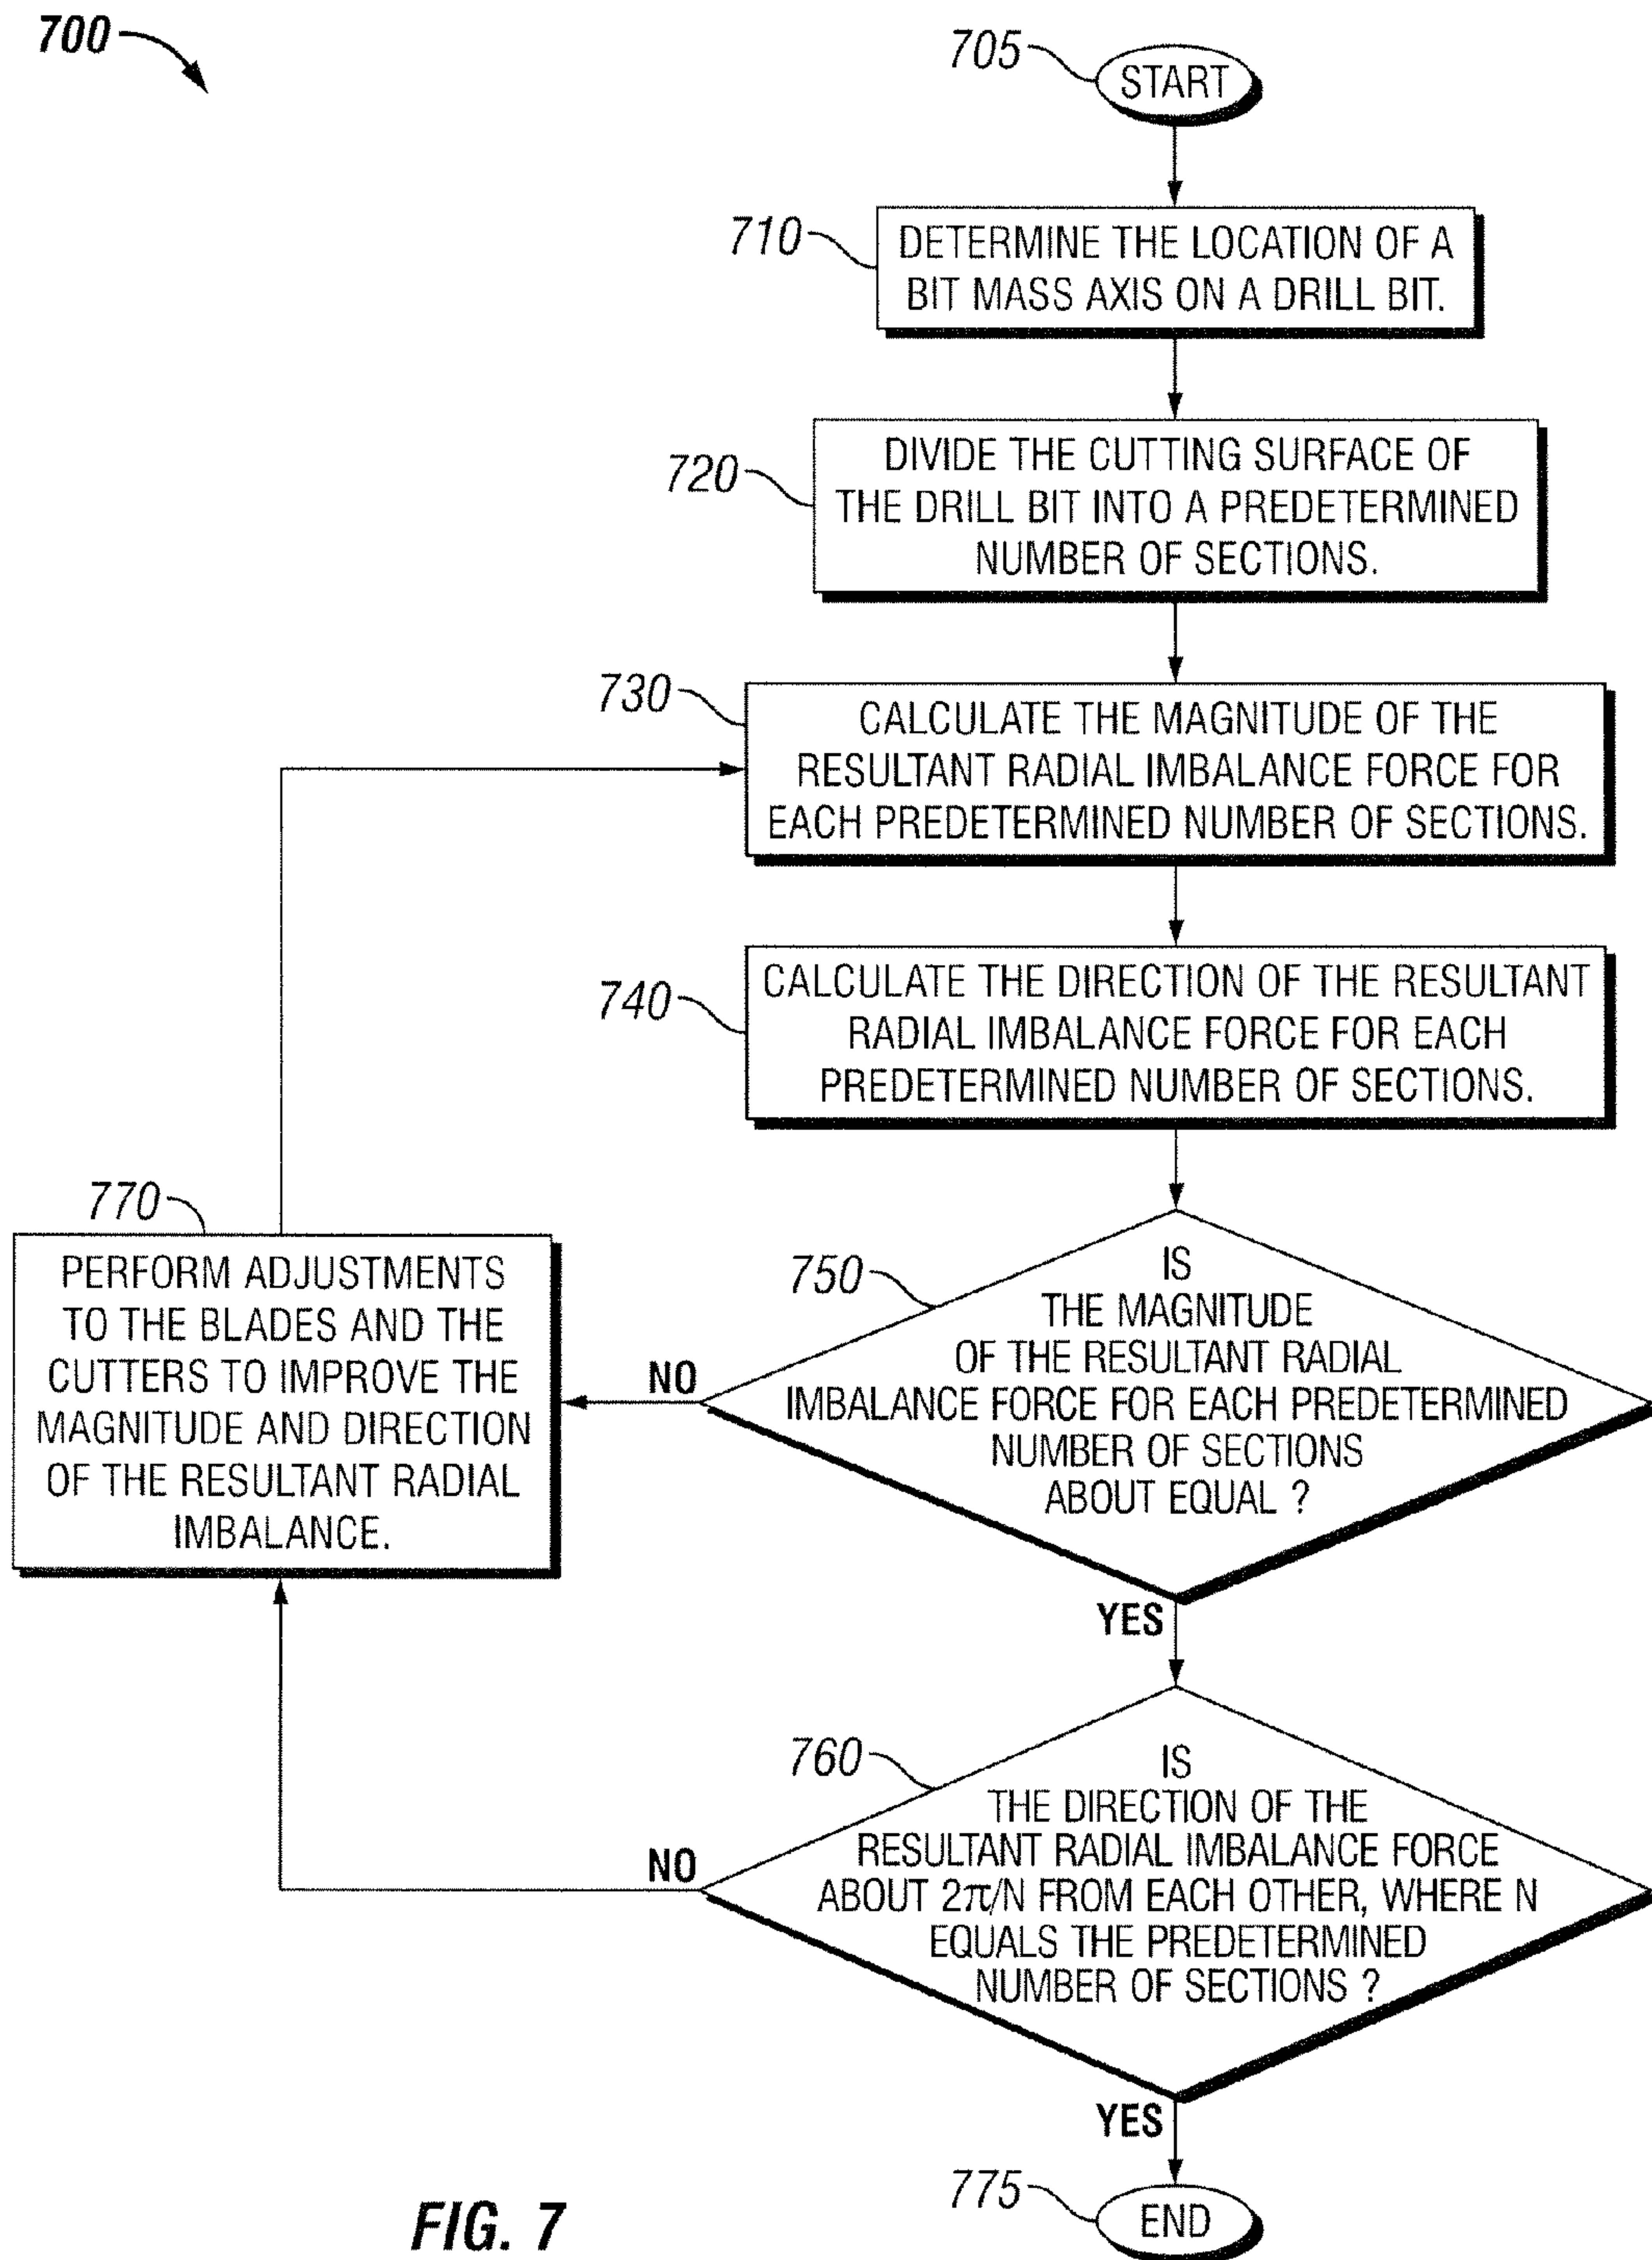 700
705
START
710
DETERMINE THE LOCATION OF A
BIT MASS AXIS ON A DRILL BIT.
720
DIVIDE THE CUTTING SURFACE OF
THE DRILL BIT INTO A PREDETERMINED
NUMBER OF SECTIONS.
730
CALCULATE THE MAGNITUDE OF THE
RESULTANT RADIAL IMBALANCE FORCE FOR
EACH PREDETERMINED NUMBER OF SECTIONS.
740
CALCULATE THE DIRECTION OF THE RESULTANT
RADIAL IMBALANCE FORCE FOR EACH
PREDETERMINED NUMBER OF SECTIONS.
770
PERFORM ADJUSTMENTS
TO THE BLADES AND THE
CUTTERS TO IMPROVE THE
MAGNITUDE AND DIRECTION
OF THE RESULTANT RADIAL
IMBALANCE.
750
IS
THE MAGNITUDE
OF THE RESULTANT RADIAL
IMBALANCE FORCE FOR EACH PREDETERMINED
NUMBER OF SECTIONS
ABOUT EQUAL ?
NO
YES
760
IS
THE DIRECTION OF THE
RESULTANT RADIAL IMBALANCE FORCE
ABOUT 2π/N FROM EACH OTHER, WHERE N
EQUALS THE PREDETERMINED
NUMBER OF SECTIONS ?
NO
YES
775
END
FIG. 7